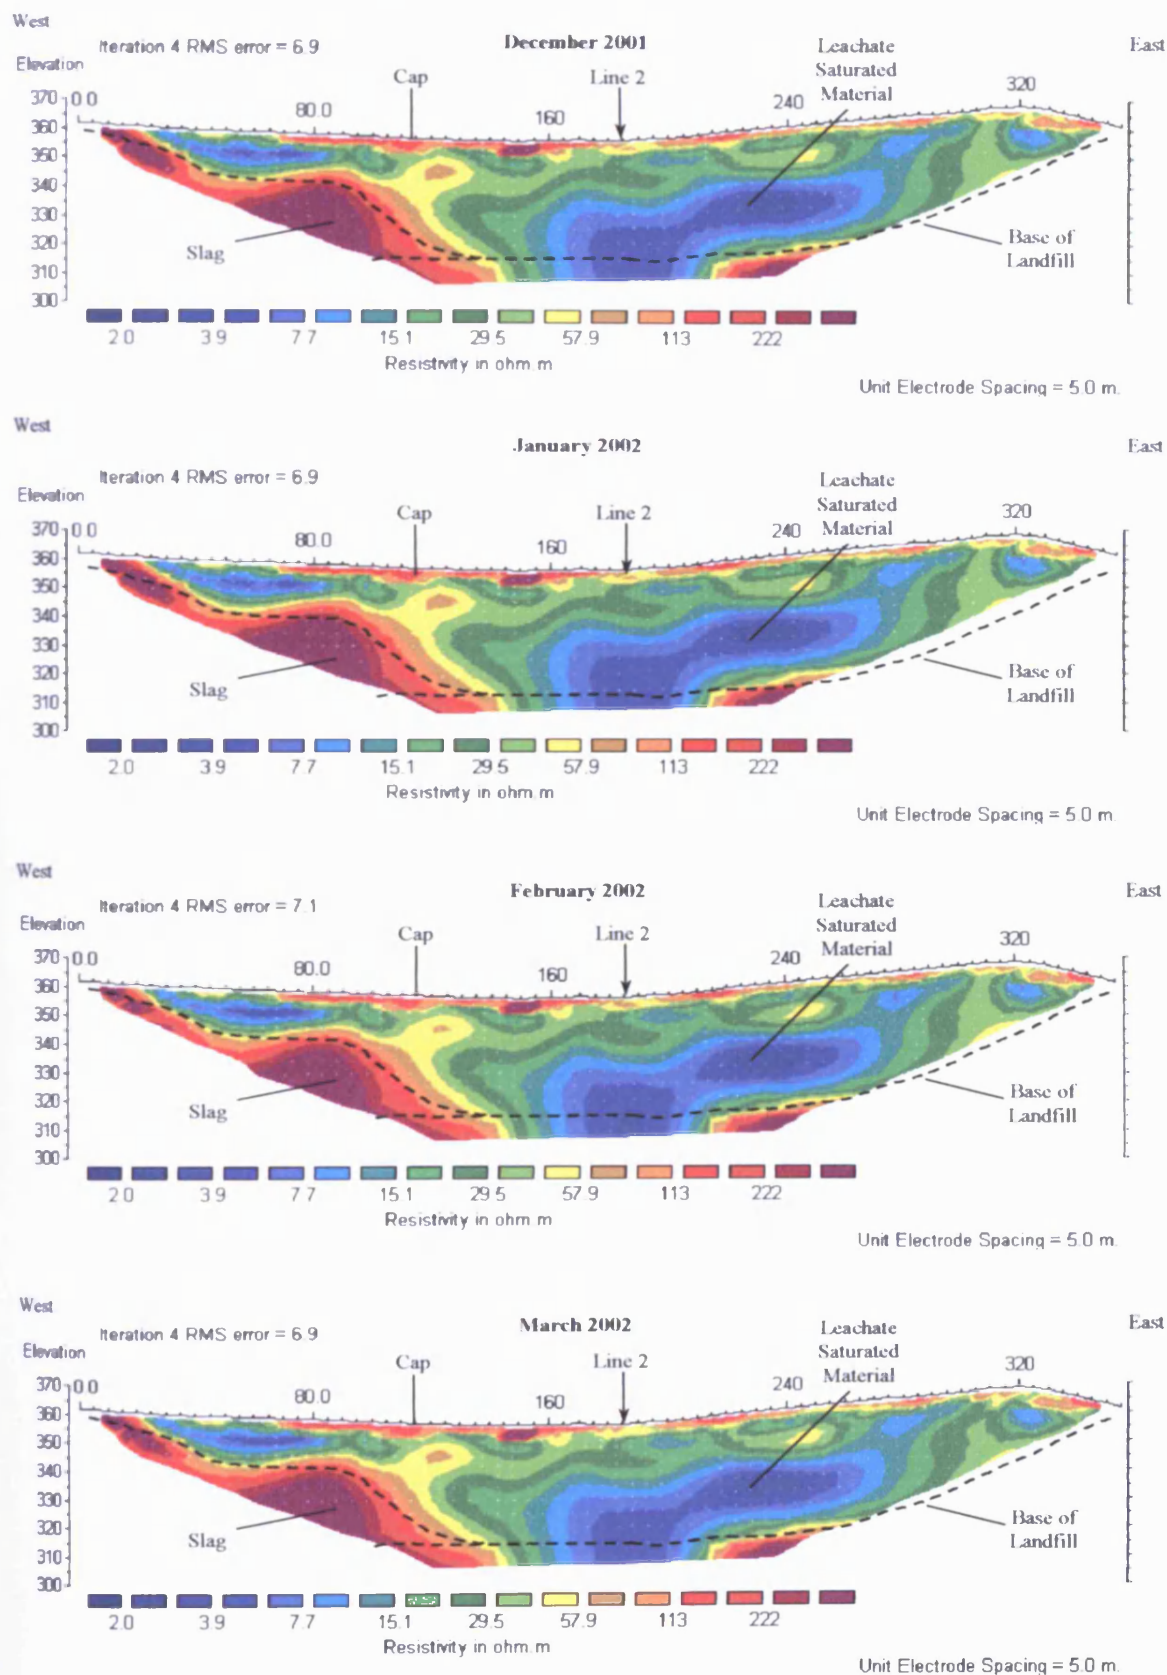 West
Iteration 4 RMS error = 6.9
December 2001
East
Elevation
Cap
Line 2
Leachate
Saturated
Material
0.0 80.0 160 240 320
370
360
350
340
330
320
310
300
Slag
Base of
Landfill
2.0 3.9 7.7 15.1 29.5 57.9 113 222
Resistivity in ohm.m
Unit Electrode Spacing = 5.0 m.
West
January 2002
East
Iteration 4 RMS error = 6.9
Elevation
Cap
Line 2
Leachate
Saturated
Material
0.0 80.0 160 240 320
370
360
350
340
330
320
310
300
Slag
Base of
Landfill
2.0 3.9 7.7 15.1 29.5 57.9 113 222
Resistivity in ohm.m
Unit Electrode Spacing = 5.0 m.
West
February 2002
East
Iteration 4 RMS error = 7.1
Elevation
Cap
Line 2
Leachate
Saturated
Material
0.0 80.0 160 240 320
370
360
350
340
330
320
310
300
Slag
Base of
Landfill
2.0 3.9 7.7 15.1 29.5 57.9 113 222
Resistivity in ohm.m
Unit Electrode Spacing = 5.0 m.
West
March 2002
East
Iteration 4 RMS error = 6.9
Elevation
Cap
Line 2
Leachate
Saturated
Material
0.0 80.0 160 240 320
370
360
350
340
330
320
310
300
Slag
Base of
Landfill
2.0 3.9 7.7 15.1 29.5 57.9 113 222
Resistivity in ohm.m
Unit Electrode Spacing = 5.0 m.